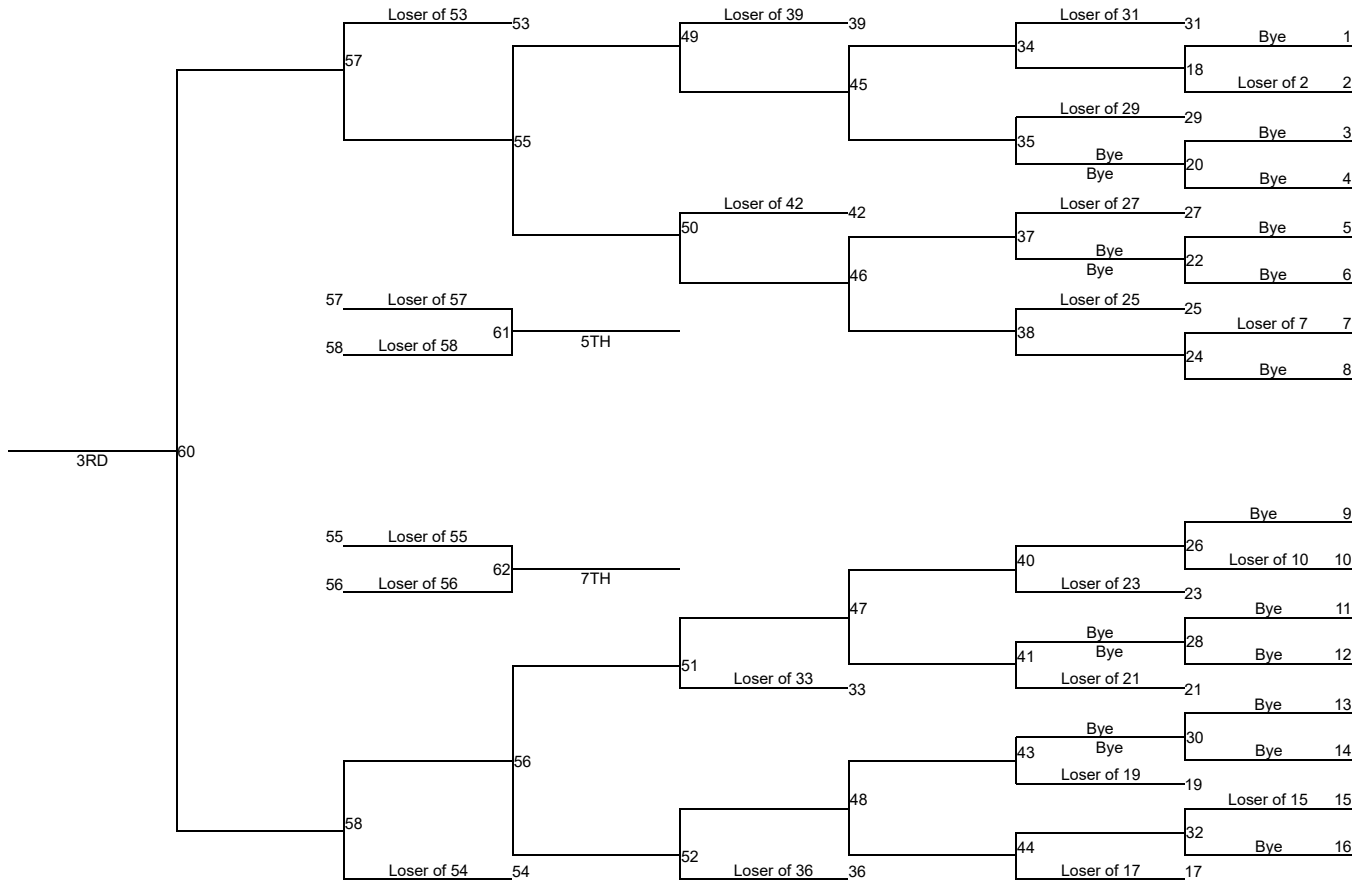 Loser of 53 53 Loser of 39 39 Loser of 31 31
Bye 1
49
34
57
18
45
Loser of 2 2
Loser of 29 29
Bye 3
55
35
Bye
20
Bye
Bye 4
Loser of 42 42 Loser of 27 27
50
Bye 5
37
Bye
22
Bye
46
Bye 6
57 Loser of 57
Loser of 25 25
Loser of 7 7
61
5TH
38
58 Loser of 58
24
Bye 8
60
3RD
Bye 9
55 Loser of 55
26
40
Loser of 10 10
62
7TH
56 Loser of 56
Loser of 23 23
47
Bye 11
Bye
28
41
Bye
Bye 12
51
Loser of 33 33
Loser of 21 21
Bye 13
Bye
30
43
Bye
Bye 14
56
Loser of 19 19
48
Loser of 15 15
58
32
44
Bye 16
52
Loser of 54 54 Loser of 36 36 Loser of 17 17